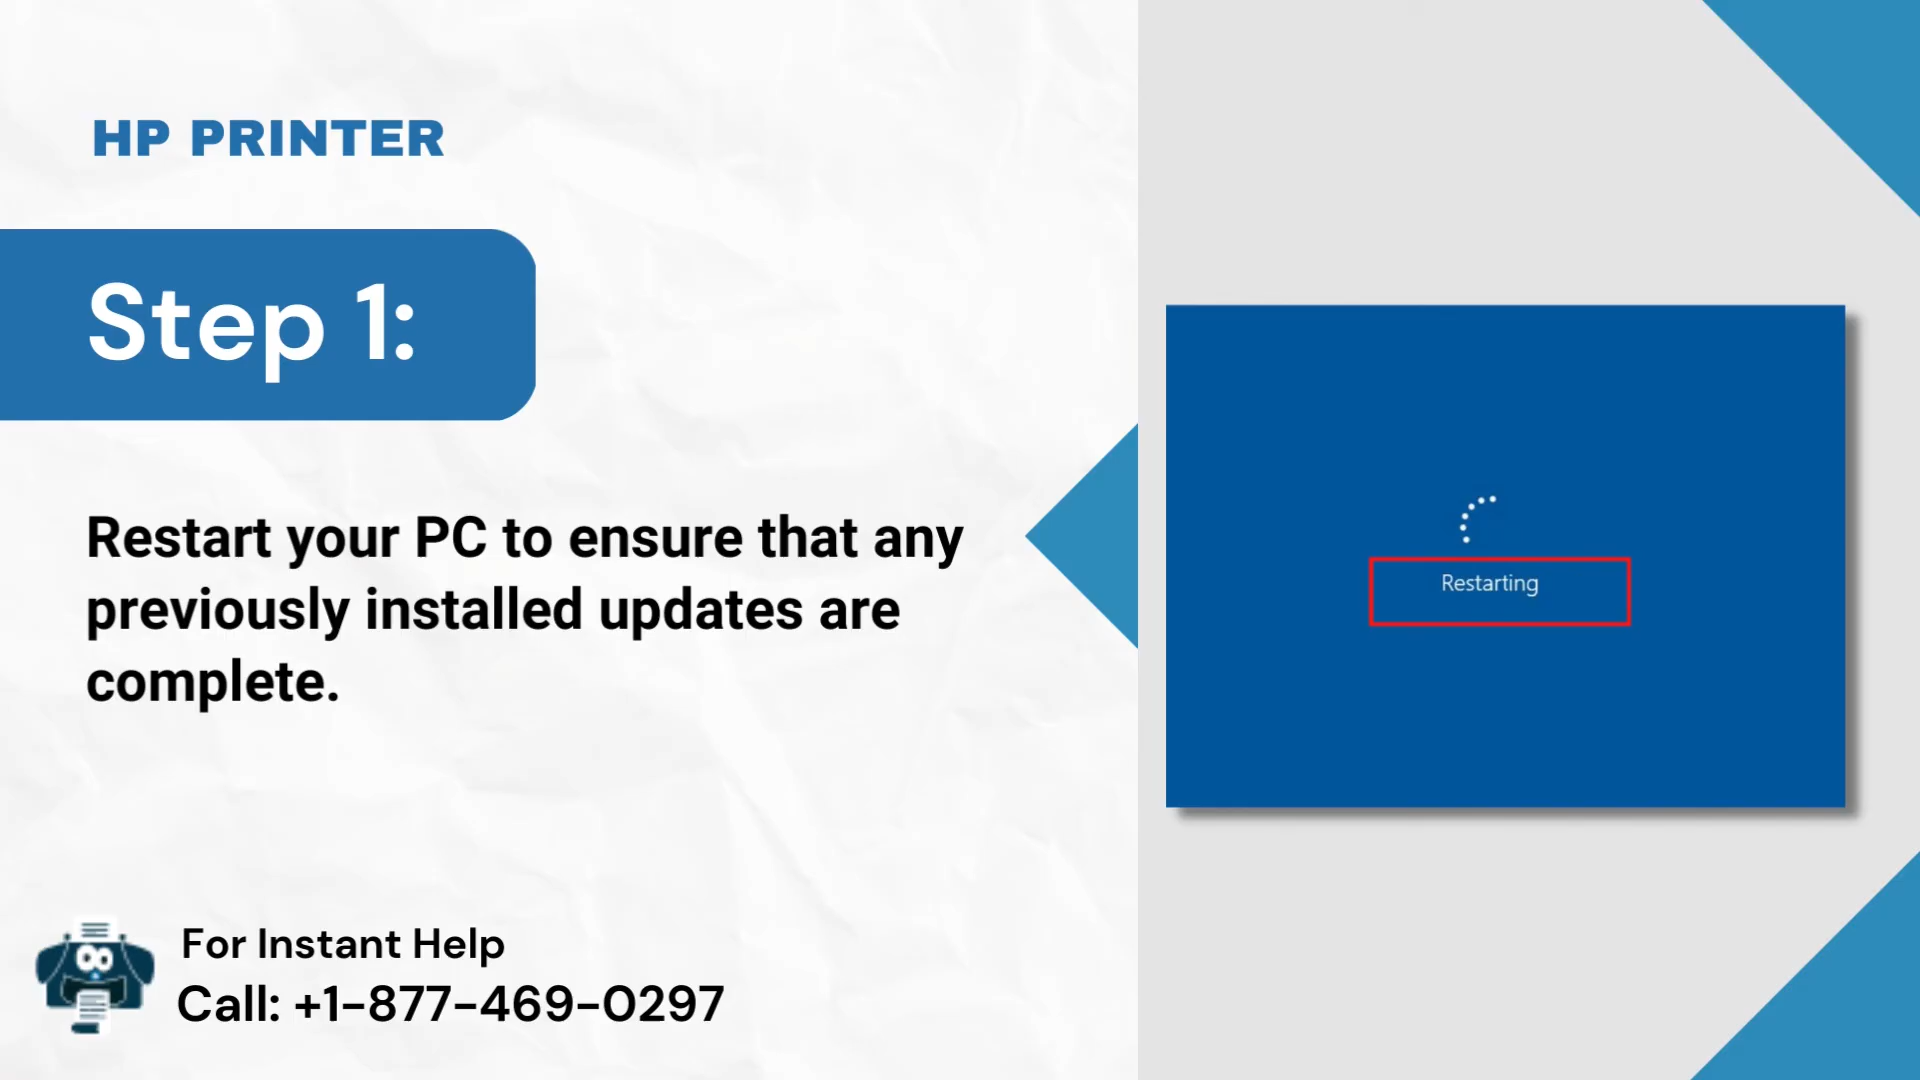 HP PRINTER
Step 1:
Restart your PC to ensure that any
previously installed updates are
complete.
Restarting
For Instant Help
Call: +1-877-469-0297